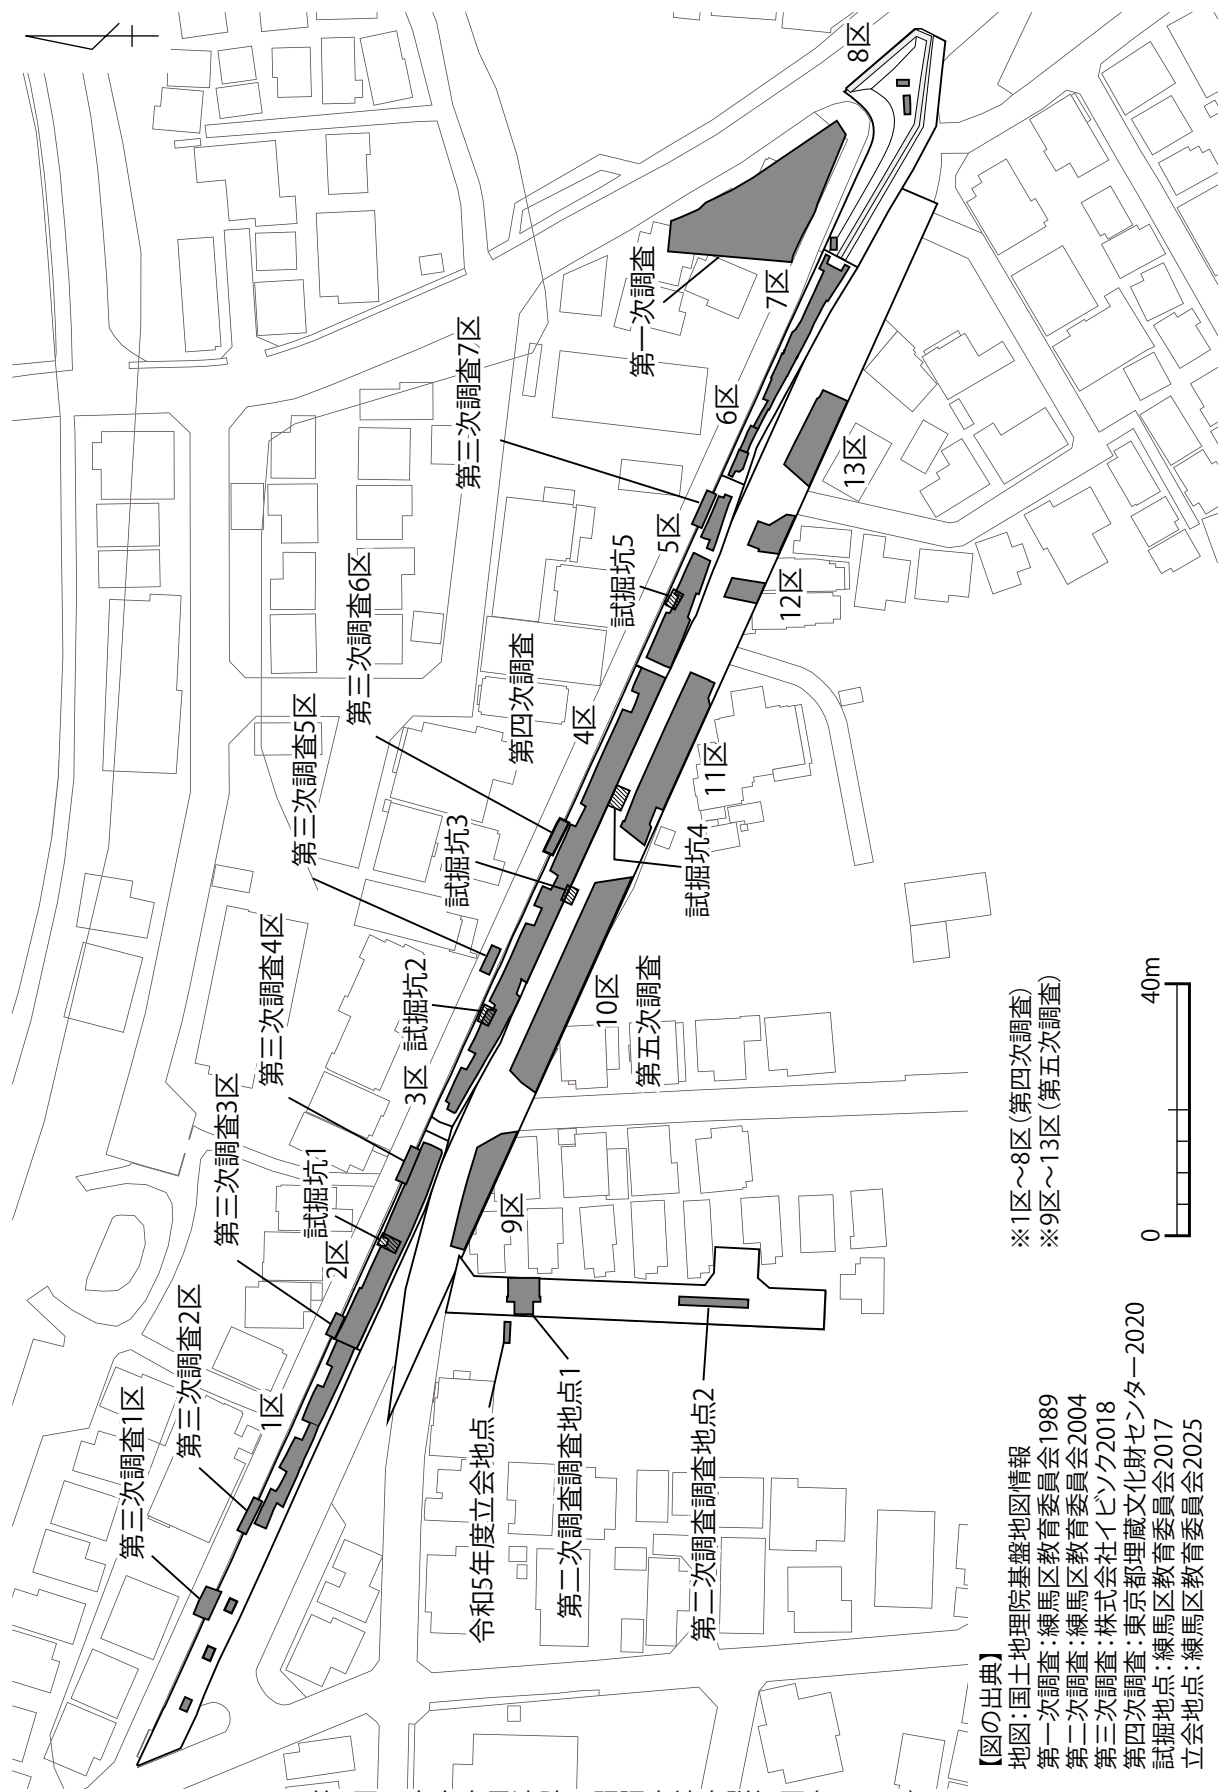 第三次調査1区
第三次調査2区
1区
第三次調査3区
試掘坑1
2区
第三次調査4区
3区
試掘坑2
第三次調査5区
試掘坑3
第三次調査6区
第四次調査
4区
試掘坑5
5区
第三次調査7区
6区
第一次調査
7区
8区
9区
10区
第五次調査
試掘坑4
11区
12区
13区
令和5年度立会地点
第二次調査調査地点1
第二次調査調査地点2
※1区～8区(第四次調査)
※9区～13区(第五次調査)
0
40m
【図の出典】
地図:国土地理院基盤地図情報
第一次調査:練馬区教育委員会1989
第二次調査:練馬区教育委員会2004
第三次調査:株式会社イビソク2018
第四次調査:東京都埋蔵文化財センター2020
試掘地点:練馬区教育委員会2017
立会地点:練馬区教育委員会2025